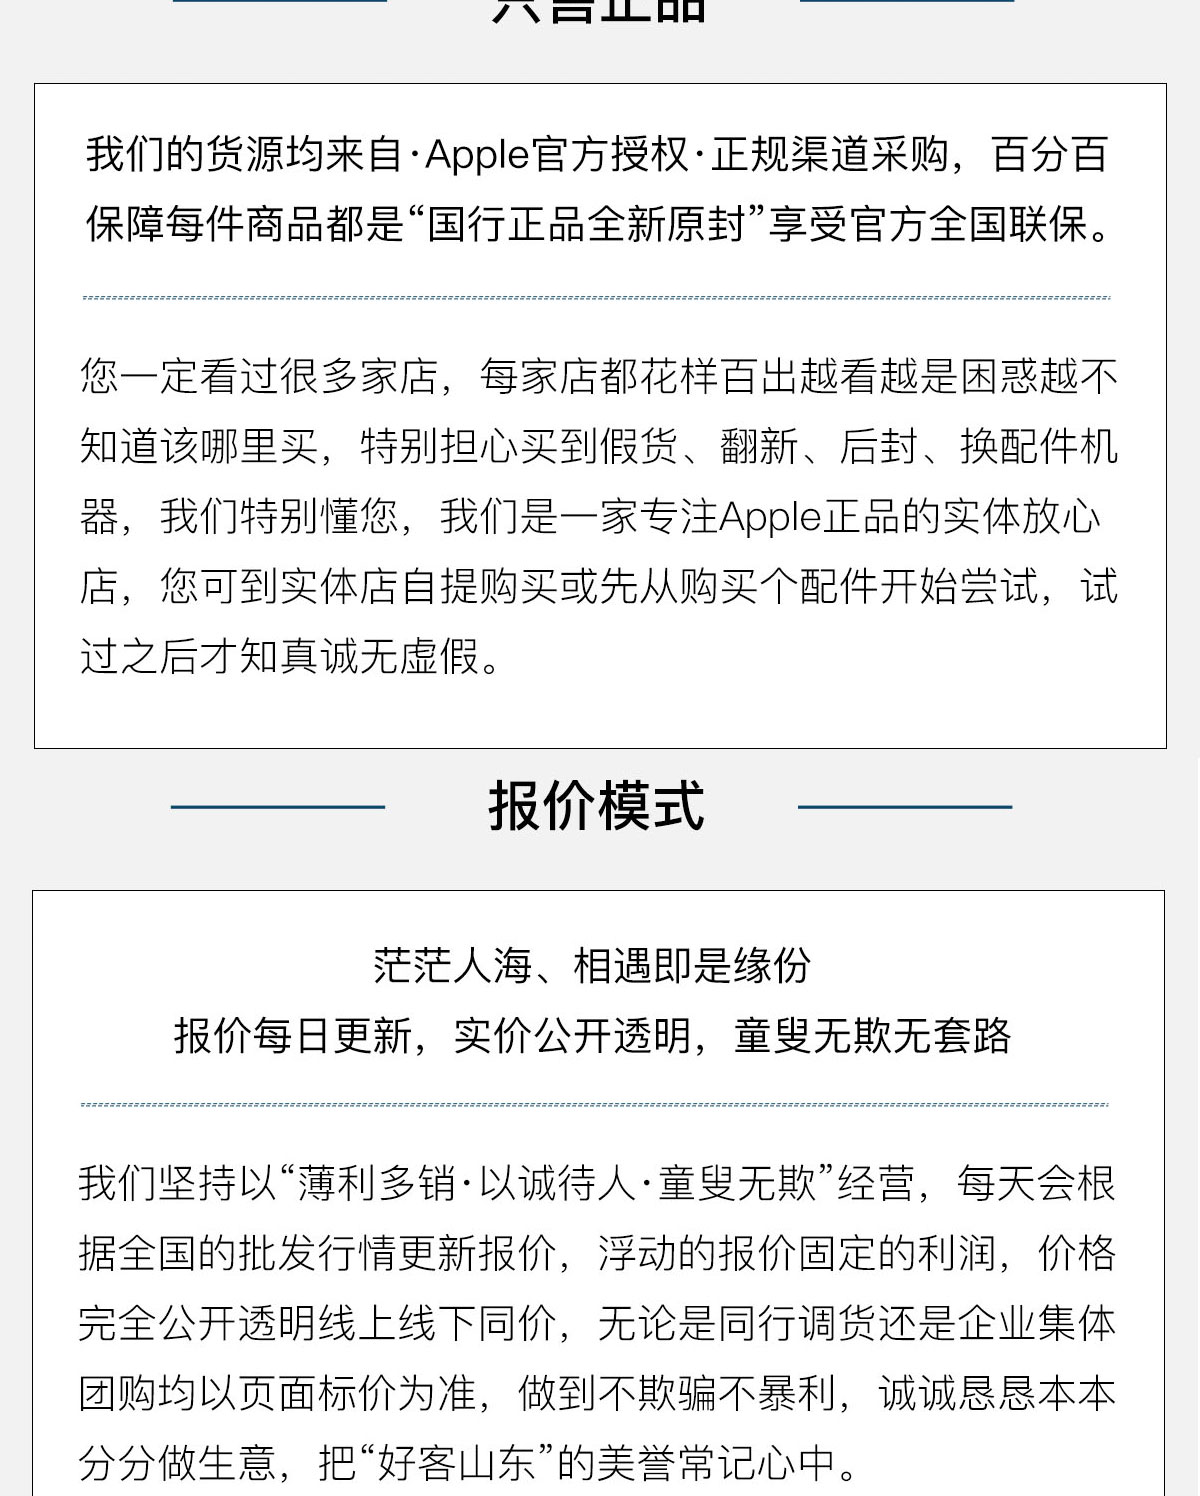 只售正品
我们的货源均来自·Apple官方授权·正规渠道采购，百分百
保障每件商品都是“国行正品全新原封”享受官方全国联保。
您一定看过很多家店，每家店都花样百出越看越是困惑越不
知道该哪里买，特别担心买到假货、翻新、后封、换配件机
器，我们特别懂您，我们是一家专注Apple正品的实体放心
店，您可到实体店自提购买或先从购买个配件开始尝试，试
过之后才知真诚无虚假。
报价模式
茫茫人海、相遇即是缘份
报价每日更新，实价公开透明，童叟无欺无套路
我们坚持以“薄利多销·以诚待人·童叟无欺”经营，每天会根
据全国的批发行情更新报价，浮动的报价固定的利润，价格
完全公开透明线上线下同价，无论是同行调货还是企业集体
团购均以页面标价为准，做到不欺骗不暴利，诚诚恳恳本本
分分做生意，把“好客山东”的美誉常记心中。